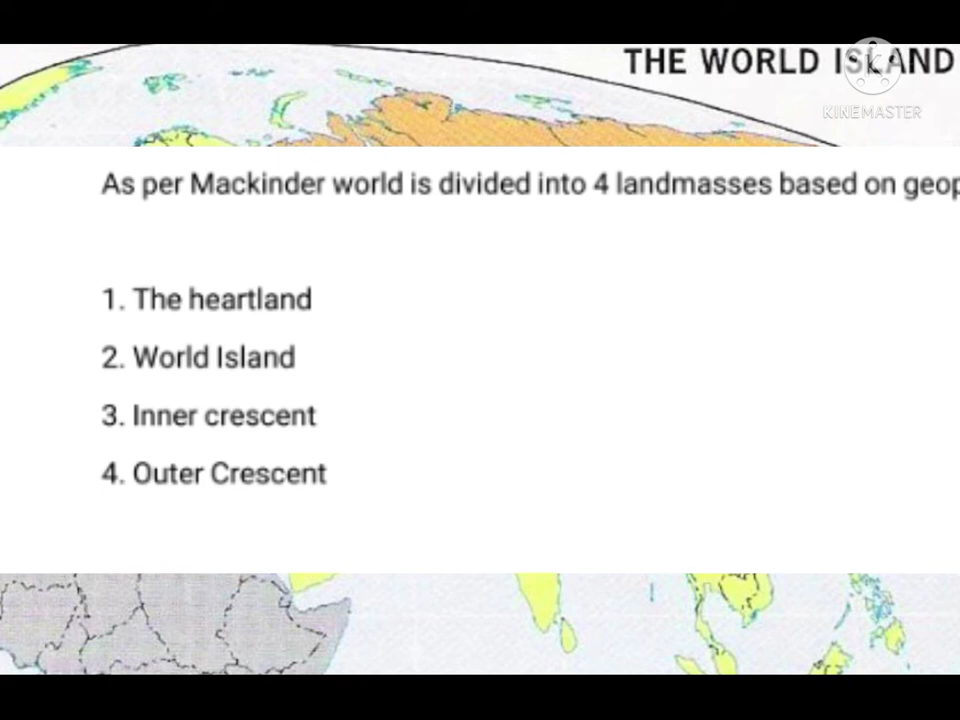 THE WORLD ISLAND
KINEMASTER
As per Mackinder world is divided into 4 landmasses based on
1. The heartland
2. World Island
3. Inner crescent
4. Outer Crescent